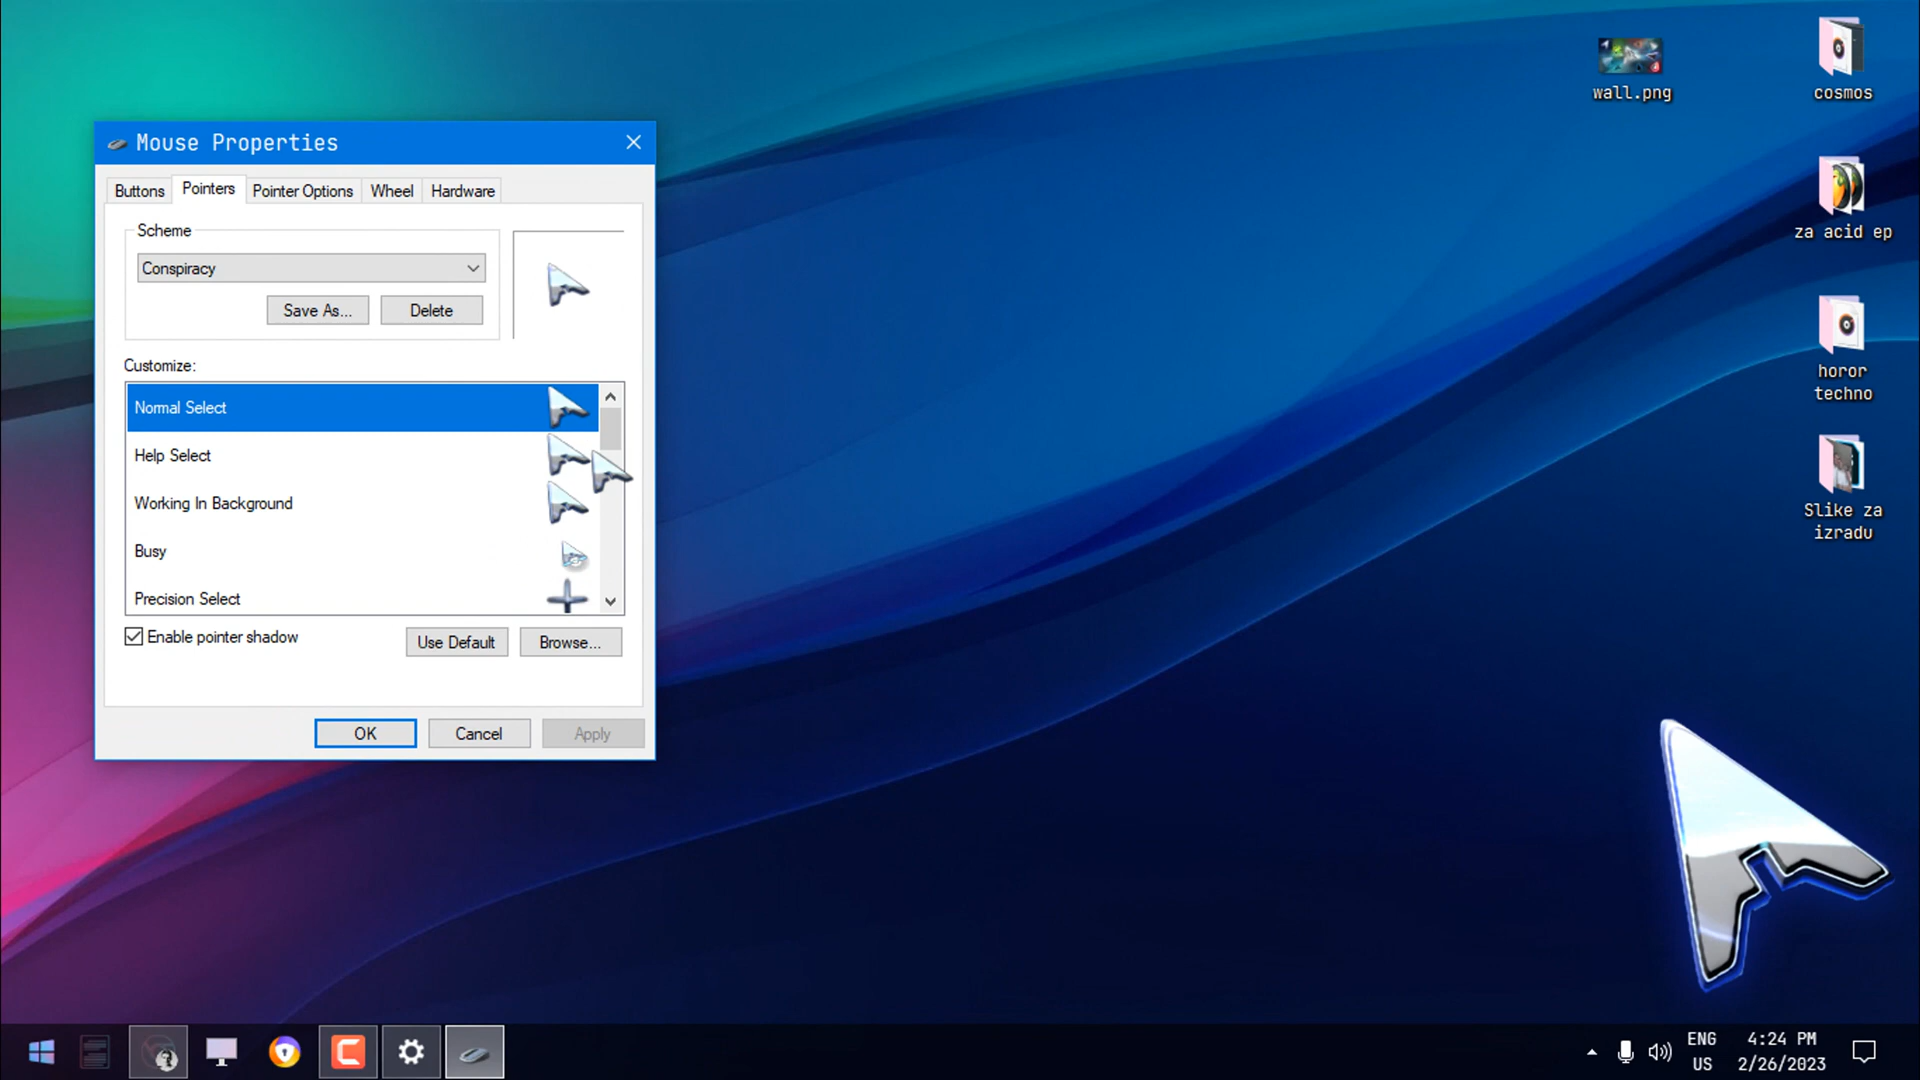 wall.png
cosmos
Mouse Properties
Buttons
Pointers
Pointer Options
Wheel
Hardware
za acid ep
Scheme
Conspiracy
Save As...
Delete
horor
techno
Customize:
Normal Select
Help Select
Working In Background
Busy
Precision Select
Slike za
izradu
Enable pointer shadow
Use Default
Browse...
OK
Cancel
Apply
ENG
US
4:24 PM
2/26/2023